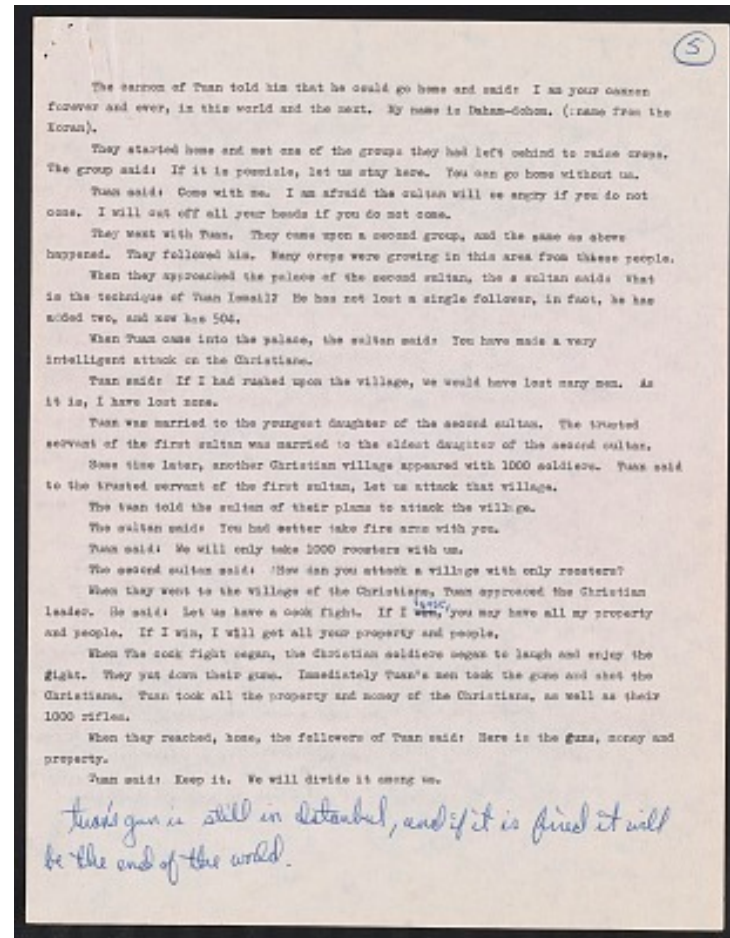 5
The cannon of Tuan told him that he could go home and said: I am your cannon
forever and ever, in this world and the next. My name is Daham-dohom. (:name from the
Koran).
They started home and met one of the groups they had left behind to raise crops.
The group said: If it is possible, let us stay here. You can go home without us.
Tuan said: Come with me. I am afraid the sultan will be angry if you do not
come. I will cut off all your heads if you do not come.
They went with Tuan. They came upon a second group, and the same as above
happened. They followed him. Many crops were growing in this area from these people.
When they approached the palace of the second sultan, the s sultan said: What
is the technique of Tuan Ismail? He has not lost a single follower, in fact, he has
added two, and now has 504.
When Tuan came into the palace, the sultan said: You have made a very
intelligent attack on the Christians.
Tuan said: If I had rushed upon the village, we would have lost many men. As
it is, I have lost none.
Tuan was married to the youngest daughter of the second sultan. The trusted
servant of the first sultan was married to the eldest daughter of the second sultan.
Some time later, another Christian village appeared with 1000 soldiers. Tuan said
to the trusted servant of the first sultan, Let us attack that village.
The tuan told the sultan of their plans to attack the village.
The sultan said: You had better take fire arms with you.
Tuan said: We will only take 1000 roosters with us.
The second sultan said: How can you attack a village with only roosters?
When they went to the village of the Christians, Tuan approached the Christian
leader. He said: Let us have a cook fight. If I lose, you may have all my property
and people. If I win, I will get all your property and people.
When The cock fight began, the Christian soldiers began to laugh and enjoy the
fight. They put down their guns. Immediately Tuan's men took the guns and shot the
Christians. Tuan took all the property and money of the Christians, as well as their
1000 rifles.
When they reached, home, the followers of Tuan said: Here is the guns, money and
property.
Tuan said: Keep it. We will divide it among us.
Tuan's gun is still in Istanbul, and if it is fired it will
be the end of the world.